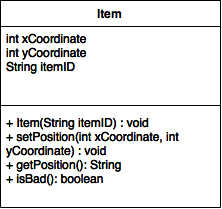 Item
int xCoordinate
int yCoordinate
String itemID
+ Item(String itemID) : void
+ setPosition(int xCoordinate, int
yCoordinate) : void
+ getPosition(): String
+ isBad(): boolean